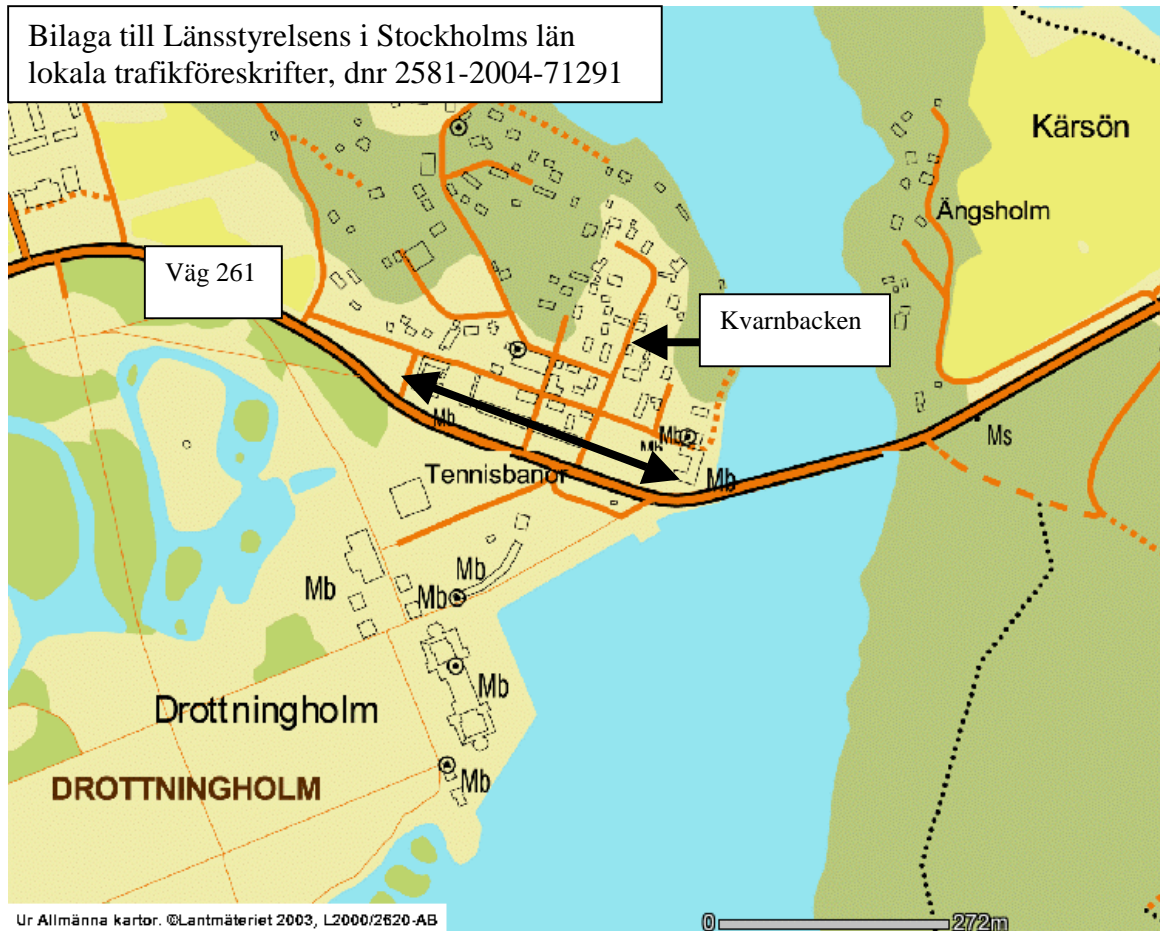 Bilaga till Länsstyrelsens i Stockholms län
lokala trafikföreskrifter, dnr 2581-2004-71291
Kärsön
Ängsholm
Väg 261
Kvarnbacken
Mb
Mb
Mb
Ms
Tennisbanor
Mb
Mb
Mb
Mb
Mb
Drottningholm
Mb
DROTTNINGHOLM
Ur Allmänna kartor. ©Lantmäteriet 2003, L2000/2620-AB
0 272m